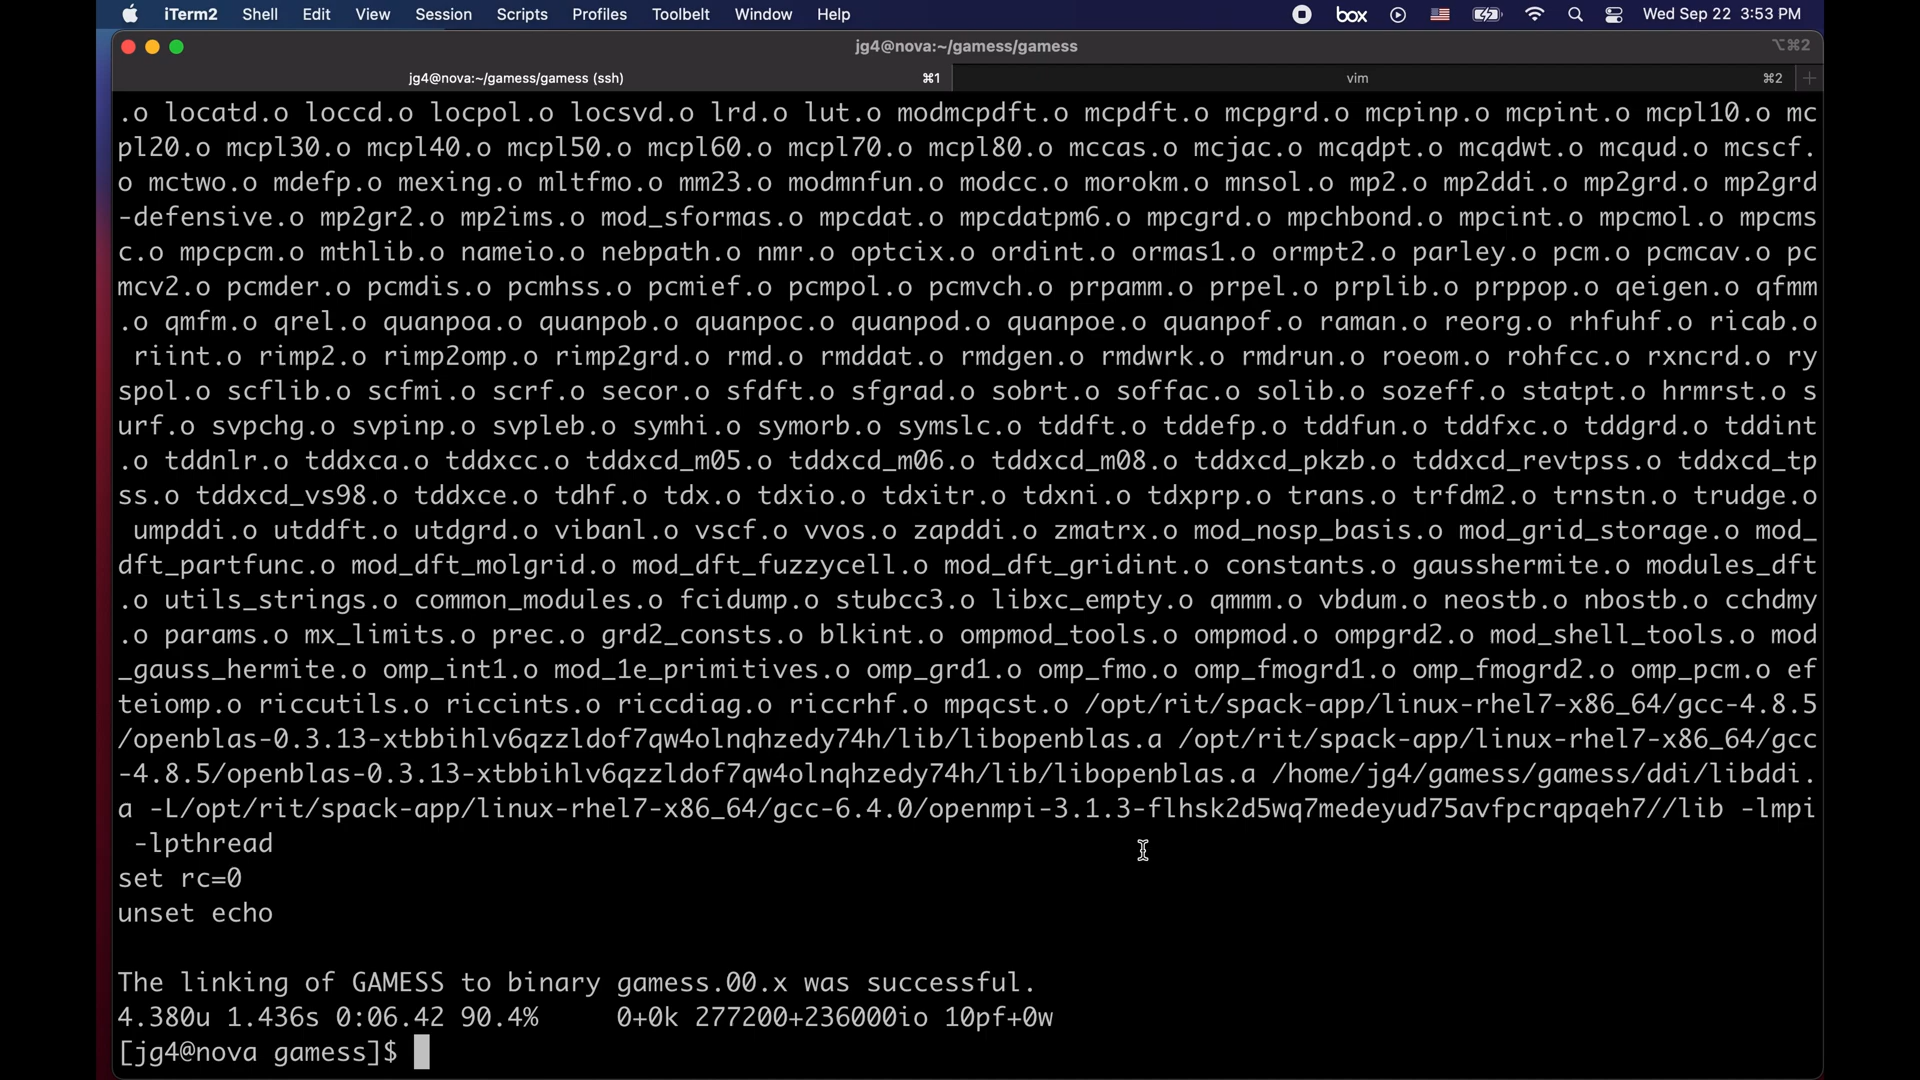 iTerm2 Shell Edit View Session Scripts Profiles Toolbelt Window Help box Wed Sep 22 3:53 PM
jg4@nova:~/gamess/gamess ⌥⌘2
jg4@nova:~/gamess/gamess (ssh) ⌘1 vim ⌘2 +
.o locatd.o loccd.o locpol.o locsvd.o lrd.o lut.o modmcpdft.o mcpdft.o mcpgrd.o mcpinp.o mcpint.o mcpl10.o mc
pl20.o mcpl30.o mcpl40.o mcpl50.o mcpl60.o mcpl70.o mcpl80.o mccas.o mcjac.o mcqdpt.o mcqdwt.o mcqud.o mcscf.
o mctwo.o mdefp.o mexing.o mltfmo.o mm23.o modmnfun.o modcc.o morokm.o mnsol.o mp2.o mp2ddi.o mp2grd.o mp2grd
-defensive.o mp2gr2.o mp2ims.o mod_sformas.o mpcdat.o mpcdatpm6.o mpcgrd.o mpchbond.o mpcint.o mpcmol.o mpcms
c.o mpcpcm.o mthlib.o nameio.o nebpath.o nmr.o optcix.o ordint.o ormas1.o ormpt2.o parley.o pcm.o pcmcav.o pc
mcv2.o pcmder.o pcmdis.o pcmhss.o pcmief.o pcmpol.o pcmvch.o prpamm.o prpel.o prplib.o prppop.o qeigen.o qfmm
.o qmfm.o qrel.o quanpoa.o quanpob.o quanpoc.o quanpod.o quanpoe.o quanpof.o raman.o reorg.o rhfuhf.o ricab.o
riint.o rimp2.o rimp2omp.o rimp2grd.o rmd.o rmddat.o rmdgen.o rmdwrk.o rmdrun.o roeom.o rohfcc.o rxncrd.o ry
spol.o scflib.o scfmi.o scrf.o secor.o sfdft.o sfgrad.o sobrt.o soffac.o solib.o sozeff.o statpt.o hrmrst.o s
urf.o svpchg.o svpinp.o svpleb.o symhi.o symorb.o symslc.o tddft.o tddefp.o tddfun.o tddfxc.o tddgrd.o tddint
.o tddnlr.o tddxca.o tddxcc.o tddxcd_m05.o tddxcd_m06.o tddxcd_m08.o tddxcd_pkzb.o tddxcd_revtpss.o tddxcd_tp
ss.o tddxcd_vs98.o tddxce.o tdhf.o tdx.o tdxio.o tdxitr.o tdxni.o tdxprp.o trans.o trfdm2.o trnstn.o trudge.o
umpddi.o utddft.o utdgrd.o vibanl.o vscf.o vvos.o zapddi.o zmatrx.o mod_nosp_basis.o mod_grid_storage.o mod_
dft_partfunc.o mod_dft_molgrid.o mod_dft_fuzzycell.o mod_dft_gridint.o constants.o gausshermite.o modules_dft
.o utils_strings.o common_modules.o fcidump.o stubcc3.o libxc_empty.o qmmm.o vbdum.o neostb.o nbostb.o cchdmy
.o params.o mx_limits.o prec.o grd2_consts.o blkint.o ompmod_tools.o ompmod.o ompgrd2.o mod_shell_tools.o mod
_gauss_hermite.o omp_int1.o mod_1e_primitives.o omp_grd1.o omp_fmo.o omp_fmogrd1.o omp_fmogrd2.o omp_pcm.o ef
teiomp.o riccutils.o riccints.o riccdiag.o riccrhf.o mpqcst.o /opt/rit/spack-app/linux-rhel7-x86_64/gcc-4.8.5
/openblas-0.3.13-xtbbihlv6qzzldof7qw4olnqhzedy74h/lib/libopenblas.a /opt/rit/spack-app/linux-rhel7-x86_64/gcc
-4.8.5/openblas-0.3.13-xtbbihlv6qzzldof7qw4olnqhzedy74h/lib/libopenblas.a /home/jg4/gamess/gamess/ddi/libddi.
a -L/opt/rit/spack-app/linux-rhel7-x86_64/gcc-6.4.0/openmpi-3.1.3-flhsk2d5wq7medeyud75avfpcrqpqeh7//lib -lmpi
-lpthread
set rc=0
unset echo
The linking of GAMESS to binary gamess.00.x was successful.
4.380u 1.436s 0:06.42 90.4% 0+0k 277200+236000io 10pf+0w
[jg4@nova gamess]$